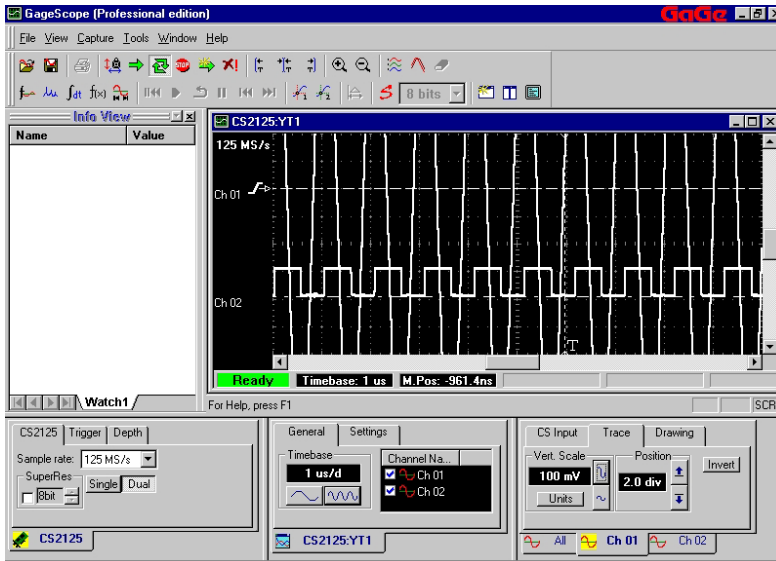 GageScope (Professional edition)
GaGe
File View Capture Tools Window Help
∫dt f(x) 8 bits
Info View
Name Value
Watch1
CS2125:YT1
125 MS/s
Ch 01
Ch 02
T
Ready Timebase: 1 us M.Pos: -961.4ns
For Help, press F1 SCR
CS2125 Trigger Depth
Sample rate: 125 MS/s
SuperRes
8bit
Single Dual
CS2125
General Settings
Timebase
1 us/d
Channel Na...
Ch 01
Ch 02
CS2125:YT1
CS Input Trace Drawing
Vert. Scale Position
100 mV 2.0 div Invert
Units
All Ch 01 Ch 02